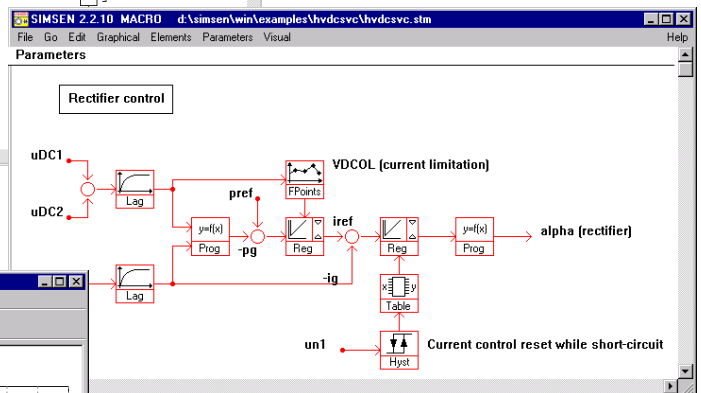 SIMSEN 2.2.10 MACRO d:\simsen\win\examples\hvdcsvc\hvdcsvc.stm
File Go Edit Graphical Elements Parameters Visual Help
Parameters
Rectifier control
uDC1
uDC2
Lag
FPoints
VDCOL (current limitation)
pref
y=f(x)
Prog
-pg
Reg
iref
Reg
y=f(x)
Prog
alpha (rectifier)
Lag
-ig
x y
Table
un1
Hyst
Current control reset while short-circuit